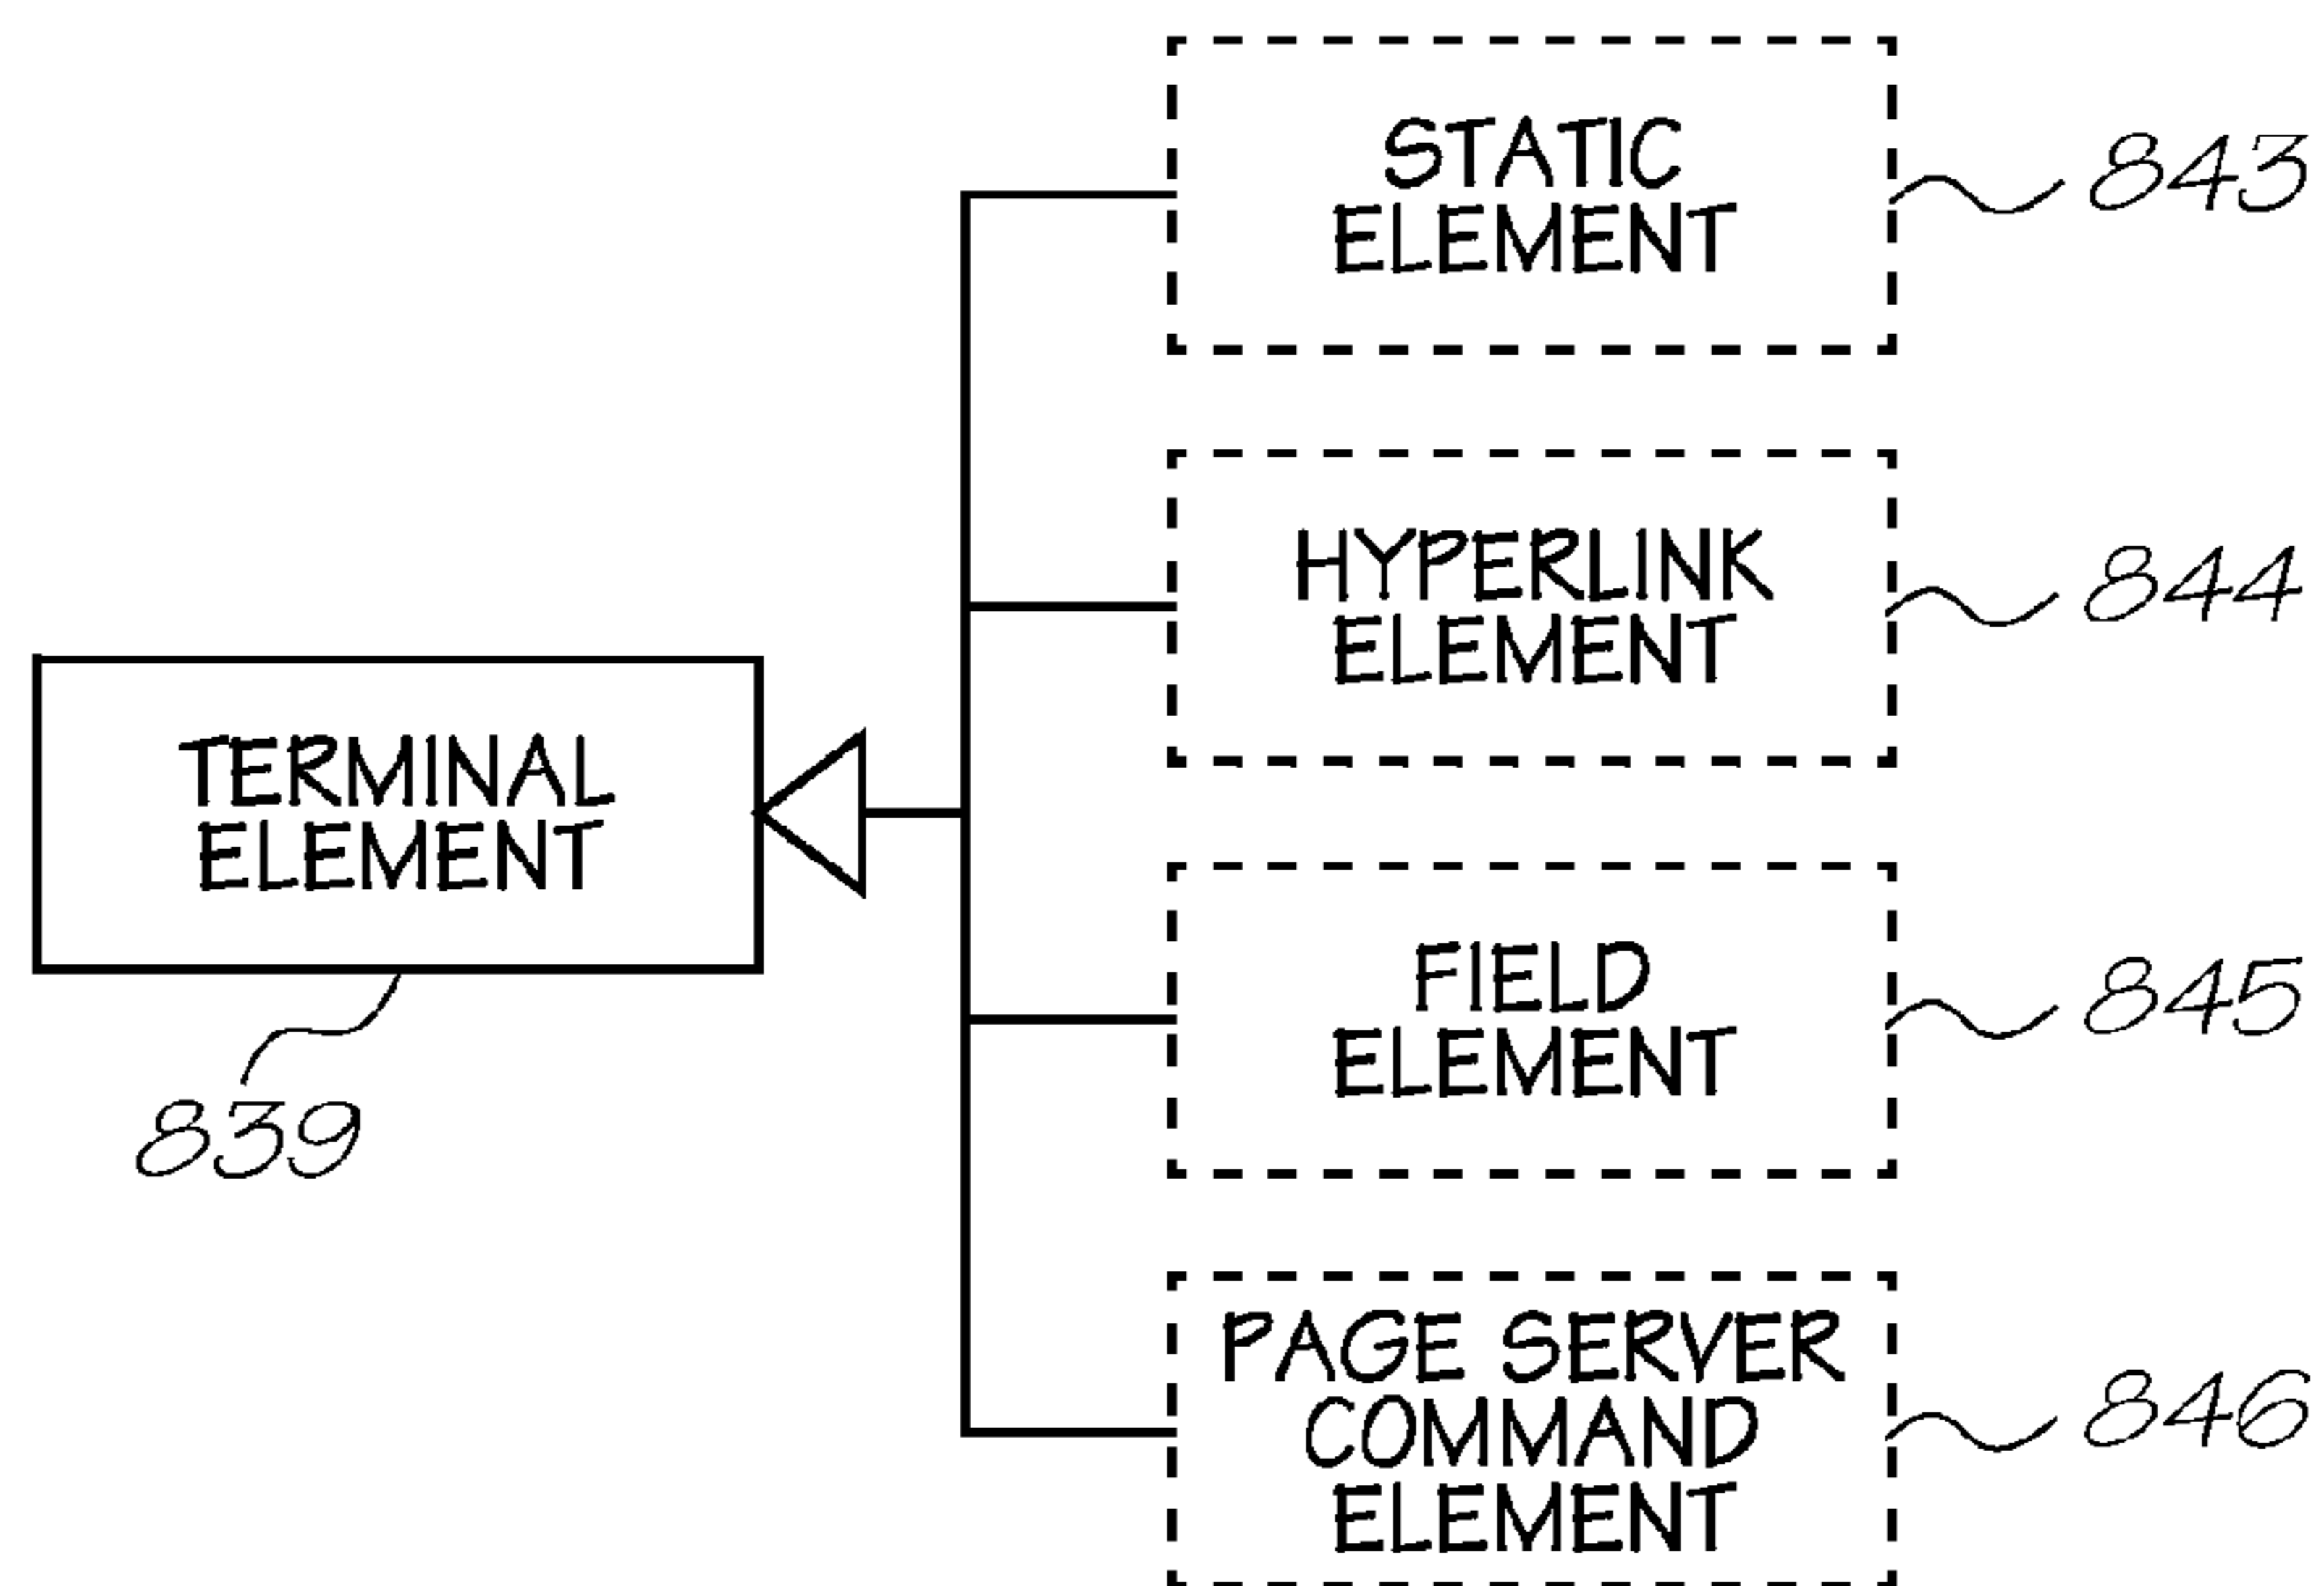 STATIC
ELEMENT
843
HYPERLINK
ELEMENT
844
TERMINAL
ELEMENT
839
FIELD
ELEMENT
845
PAGE SERVER
COMMAND
ELEMENT
846